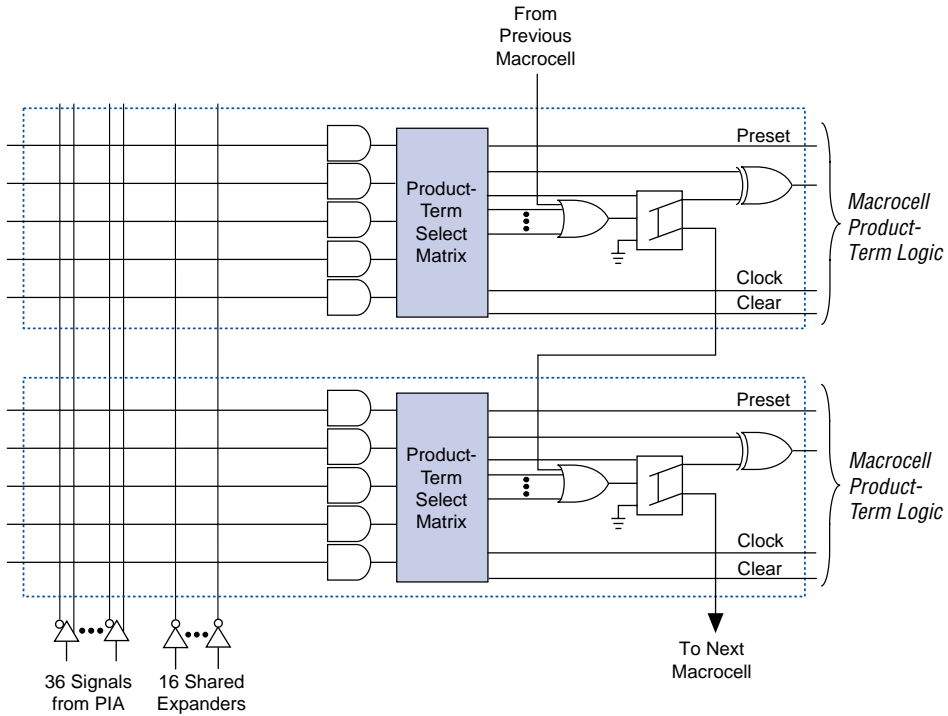 From
Previous
Macrocell
Preset
Product-
Term
Select
Matrix
Macrocell
Product-
Term Logic
Clock
Clear
Preset
Product-
Term
Select
Matrix
Macrocell
Product-
Term Logic
Clock
Clear
36 Signals
from PIA
16 Shared
Expanders
To Next
Macrocell